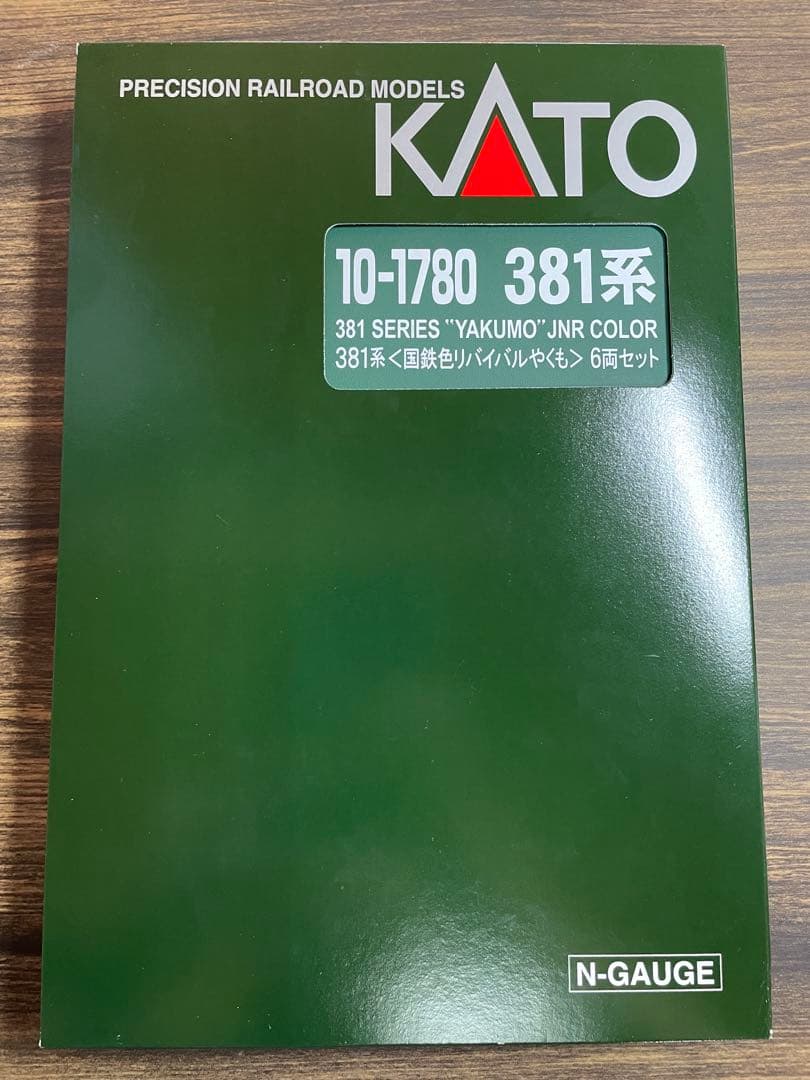 PRECISION RAILROAD MODELS
KATO
10-1780 381系
381 SERIES "YAKUMO" JNR COLOR
381系<国鉄色リバイバルやくも> 6両セット
N-GAUGE